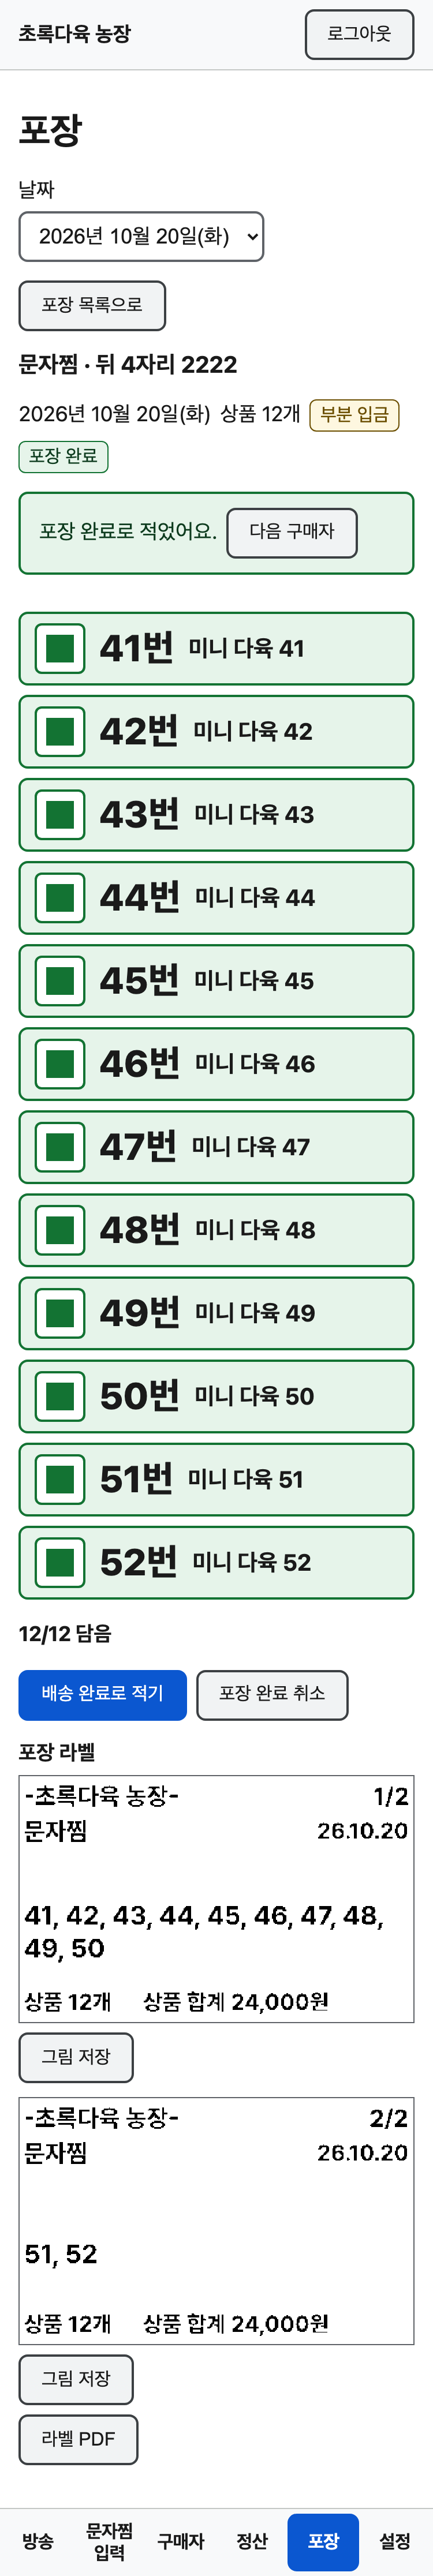 초록다육 농장
로그아웃
포장
날짜
2026년 10월 20일(화)
포장 목록으로
문자찜 · 뒤 4자리 2222
2026년 10월 20일(화) 상품 12개 부분 입금
포장 완료
포장 완료로 적었어요. 다음 구매자
41번 미니 다육 41
42번 미니 다육 42
43번 미니 다육 43
44번 미니 다육 44
45번 미니 다육 45
46번 미니 다육 46
47번 미니 다육 47
48번 미니 다육 48
49번 미니 다육 49
50번 미니 다육 50
51번 미니 다육 51
52번 미니 다육 52
12/12 담음
배송 완료로 적기 포장 완료 취소
포장 라벨
-초록다육 농장- 1/2
문자찜 26.10.20
41, 42, 43, 44, 45, 46, 47, 48,
49, 50
상품 12개 상품 합계 24,000원
그림 저장
-초록다육 농장- 2/2
문자찜 26.10.20
51, 52
상품 12개 상품 합계 24,000원
그림 저장
라벨 PDF
방송 문자찜 입력 구매자 정산 포장 설정